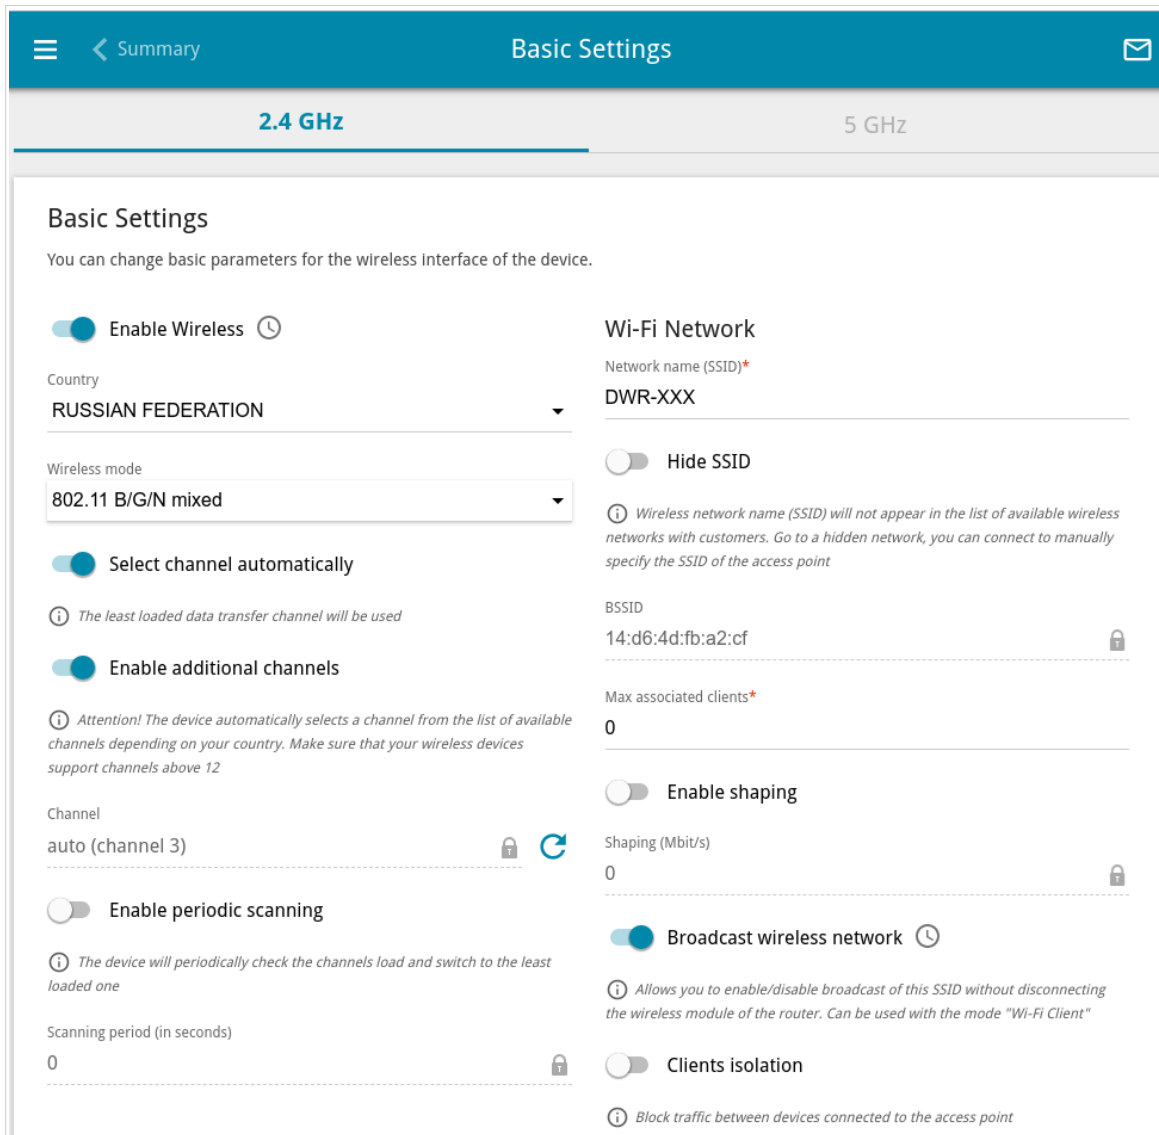 Summary
Basic Settings
2.4 GHz
5 GHz
Basic Settings
You can change basic parameters for the wireless interface of the device.
Enable Wireless
Country
RUSSIAN FEDERATION
Wireless mode
802.11 B/G/N mixed
Select channel automatically
The least loaded data transfer channel will be used
Enable additional channels
Attention! The device automatically selects a channel from the list of available
channels depending on your country. Make sure that your wireless devices
support channels above 12
Channel
auto (channel 3)
Enable periodic scanning
The device will periodically check the channels load and switch to the least
loaded one
Scanning period (in seconds)
0
Wi-Fi Network
Network name (SSID)*
DWR-XXX
Hide SSID
Wireless network name (SSID) will not appear in the list of available wireless
networks with customers. Go to a hidden network, you can connect to manually
specify the SSID of the access point
BSSID
14:d6:4d:fb:a2:cf
Max associated clients*
0
Enable shaping
Shaping (Mbit/s)
0
Broadcast wireless network
Allows you to enable/disable broadcast of this SSID without disconnecting
the wireless module of the router. Can be used with the mode "Wi-Fi Client"
Clients isolation
Block traffic between devices connected to the access point